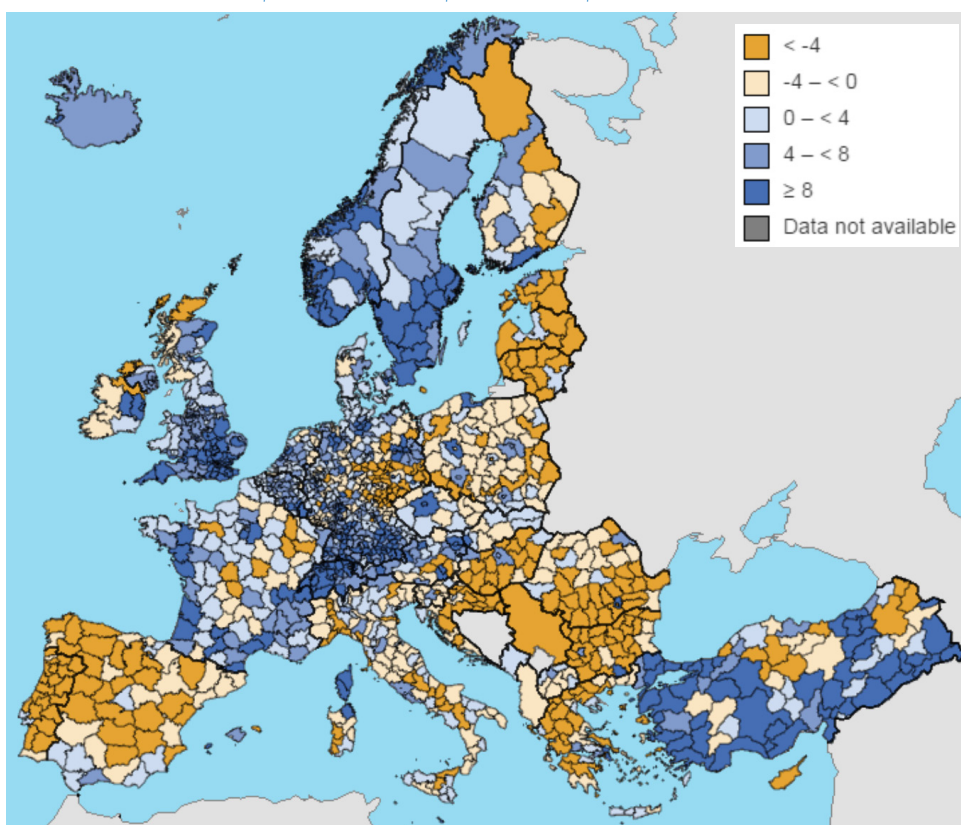 < -4
-4 – < 0
0 – < 4
4 – < 8
≥ 8
Data not available